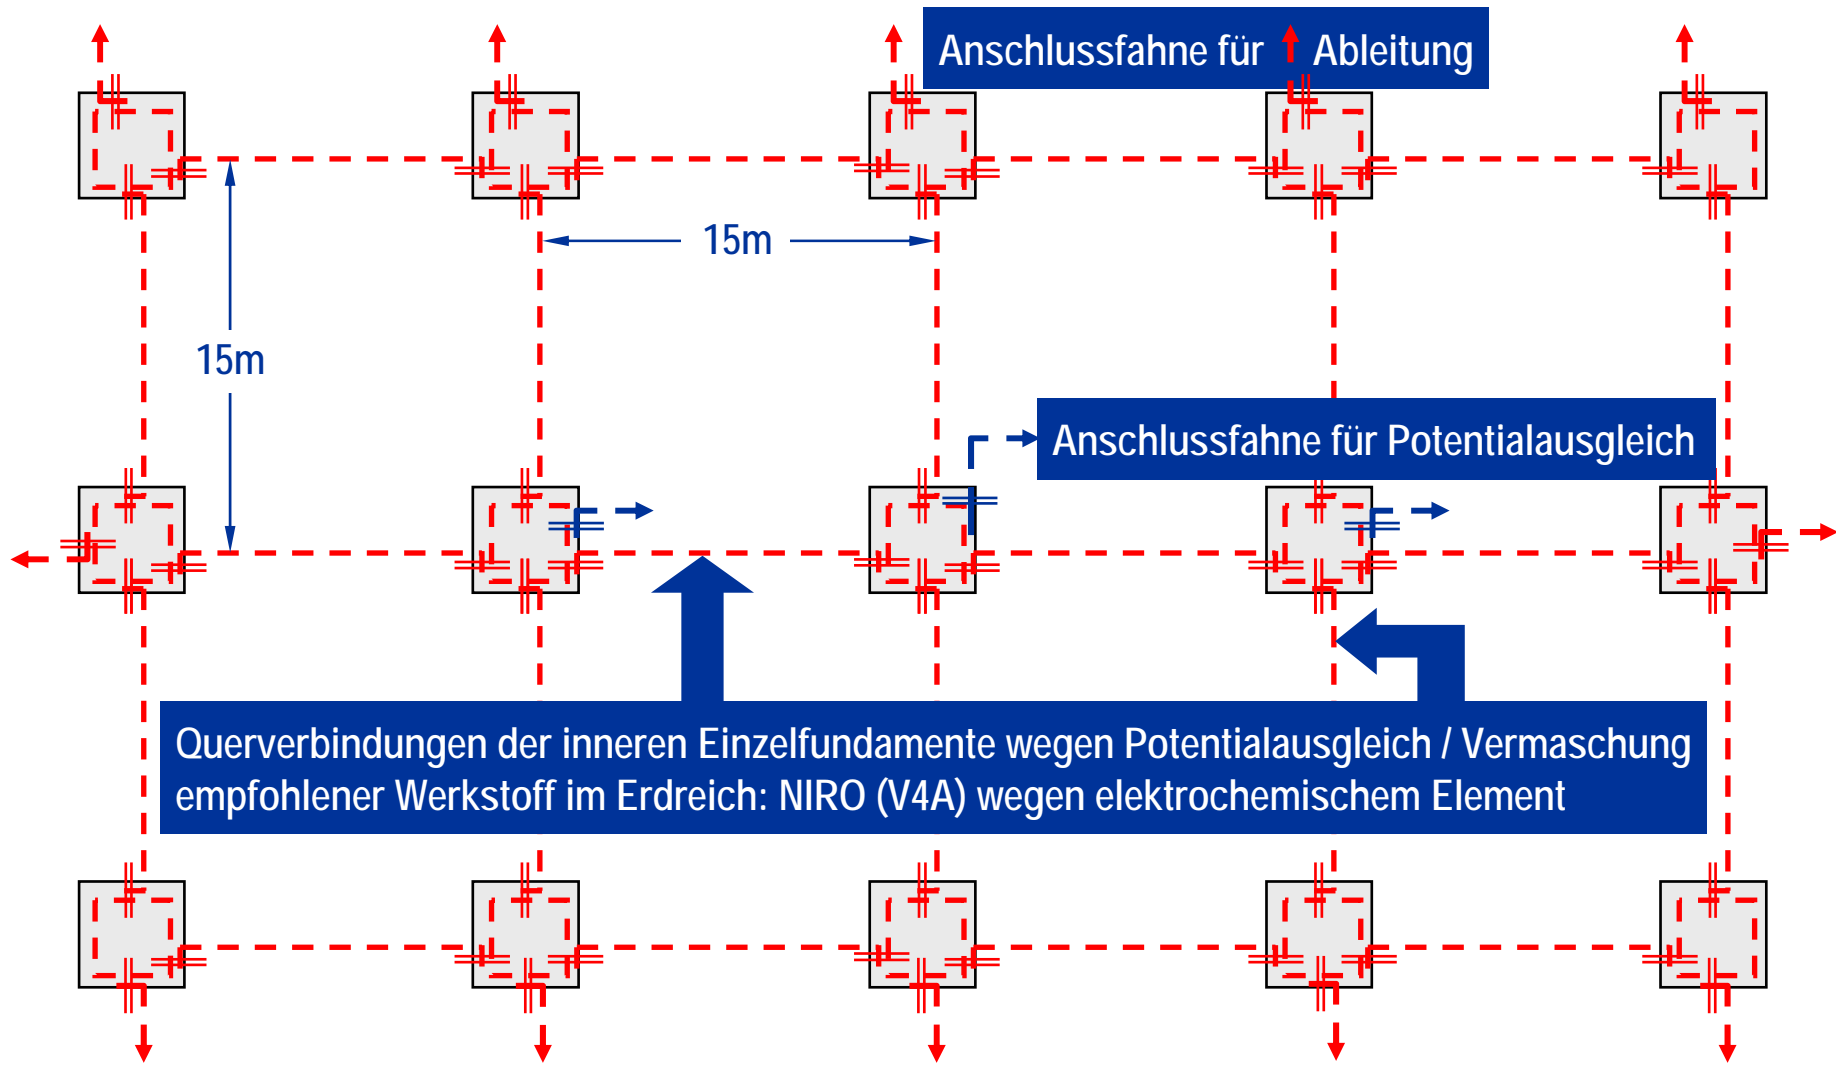 Anschlussfahne für Ableitung
15m
15m
Anschlussfahne für Potentialausgleich
Querverbindungen der inneren Einzelfundamente wegen Potentialausgleich / Vermaschung
empfohlener Werkstoff im Erdreich: NIRO (V4A) wegen elektrochemischem Element